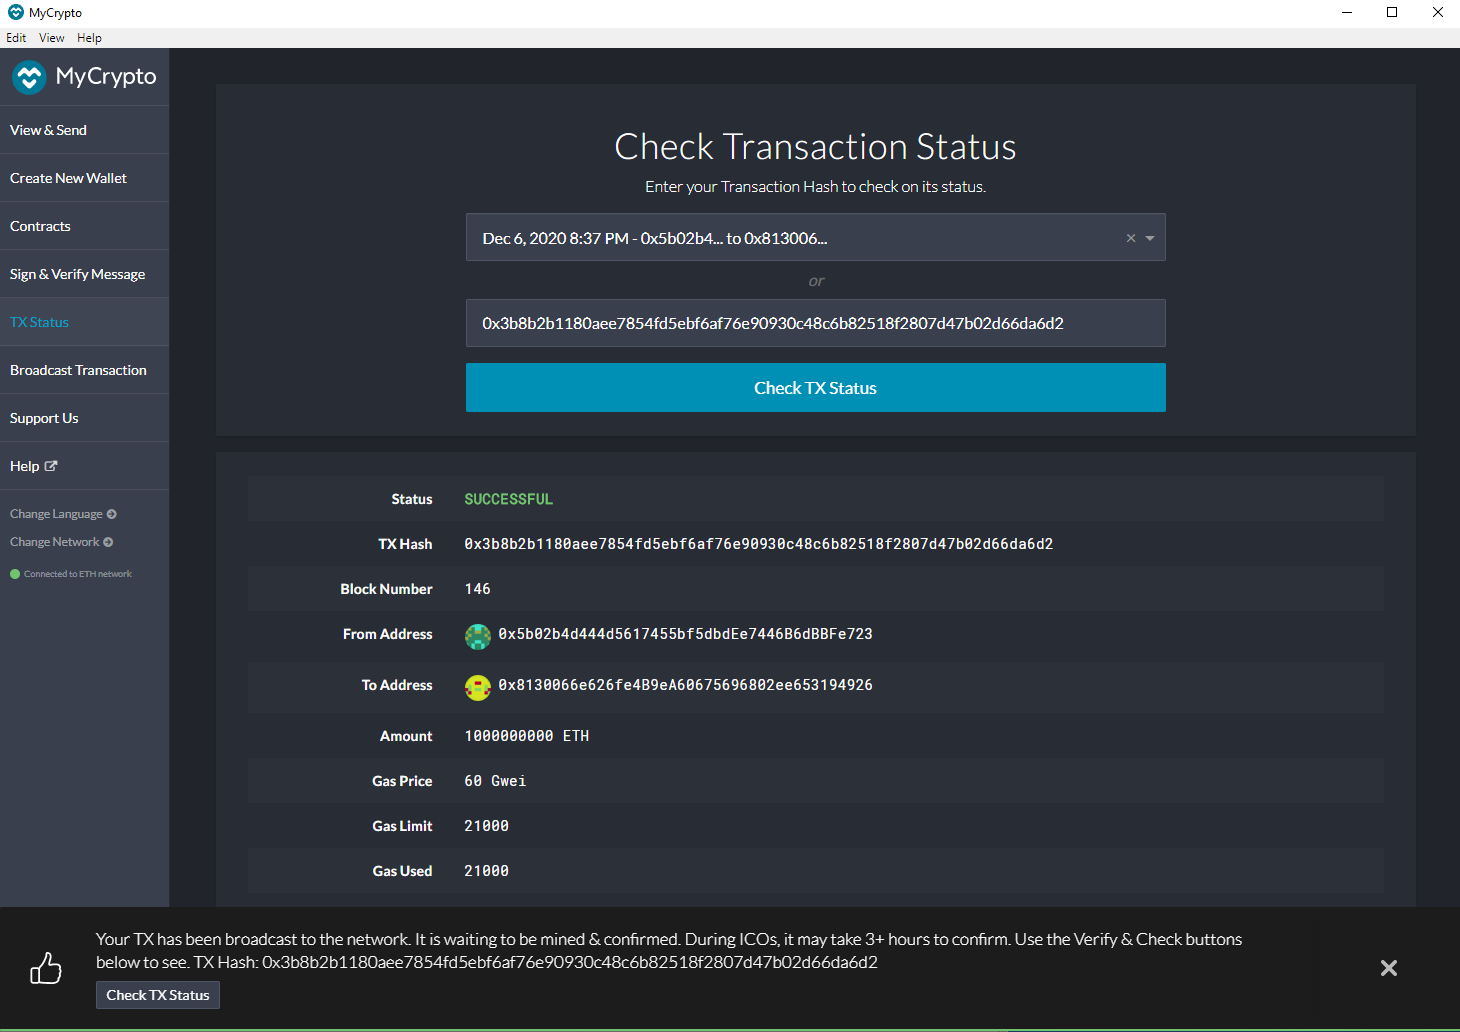 MyCrypto
Edit View Help
MyCrypto
View & Send
Create New Wallet
Contracts
Sign & Verify Message
TX Status
Broadcast Transaction
Support Us
Help
Change Language
Change Network
Connected to ETH network
Check Transaction Status
Enter your Transaction Hash to check on its status.
Dec 6, 2020 8:37 PM - 0x5b02b4... to 0x813006...
or
0x3b8b2b1180aee7854fd5ebf6af76e90930c48c6b82518f2807d47b02d66da6d2
Check TX Status
Status SUCCESSFUL
TX Hash 0x3b8b2b1180aee7854fd5ebf6af76e90930c48c6b82518f2807d47b02d66da6d2
Block Number 146
From Address 0x5b02b4d444d5617455bf5dbdEe7446B6dBBFe723
To Address 0x8130066e626fe4B9eA60675696802ee653194926
Amount 1000000000 ETH
Gas Price 60 Gwei
Gas Limit 21000
Gas Used 21000
Your TX has been broadcast to the network. It is waiting to be mined & confirmed. During ICOs, it may take 3+ hours to confirm. Use the Verify & Check buttons
below to see. TX Hash: 0x3b8b2b1180aee7854fd5ebf6af76e90930c48c6b82518f2807d47b02d66da6d2
Check TX Status